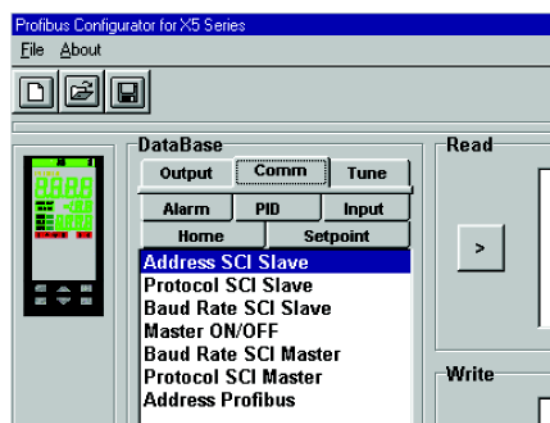 Profibus Configurator for X5 Series
File About
DataBase
Read
Output Comm Tune
Alarm PID Input
Home Setpoint
>
Address SCI Slave
Protocol SCI Slave
Baud Rate SCI Slave
Master ON/OFF
Baud Rate SCI Master
Protocol SCI Master
Address Profibus
Write